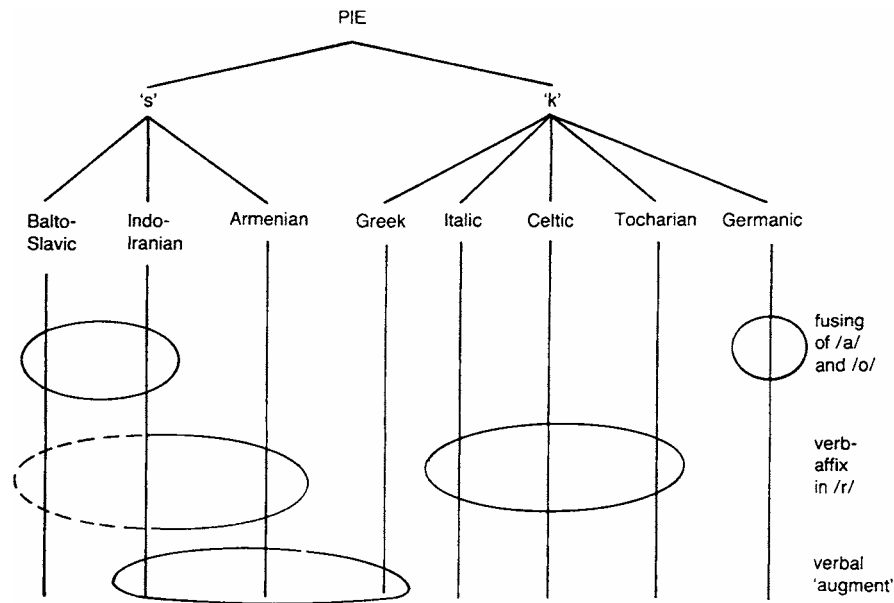 PIE
's'
'k'
Balto-
Slavic
Indo-
Iranian
Armenian
Greek
Italic
Celtic
Tocharian
Germanic
fusing
of /a/
and /o/
verb-
affix
in /r/
verbal
'augment'